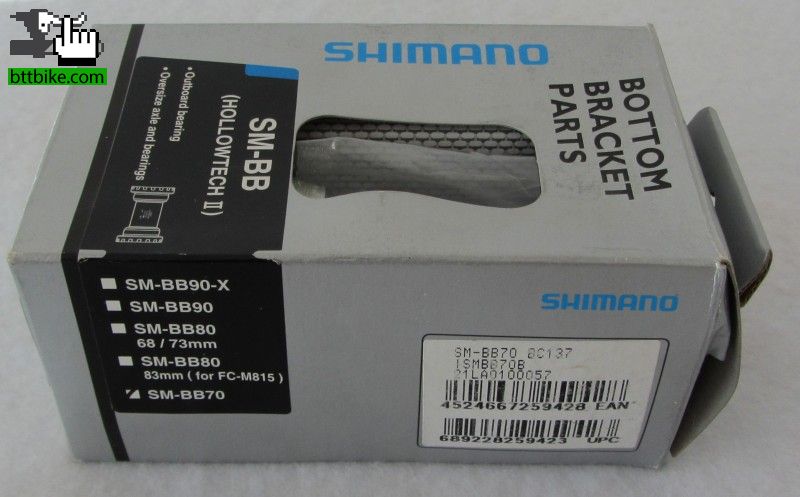 bttbike.com
SHIMANO
BOTTOM
BRACKET
PARTS
SM-BB
(HOLLOWTECH II)
• Outboard bearing
• Oversize axle and bearings
SM-BB90-X
SM-BB90
SM-BB80
68 / 73mm
SM-BB80
83mm ( for FC-M815 )
SM-BB70
SHIMANO
SM-BB70 BC137
ISMBB70B
21LA0100057
4524667259428 EAN
689228259423 UPC